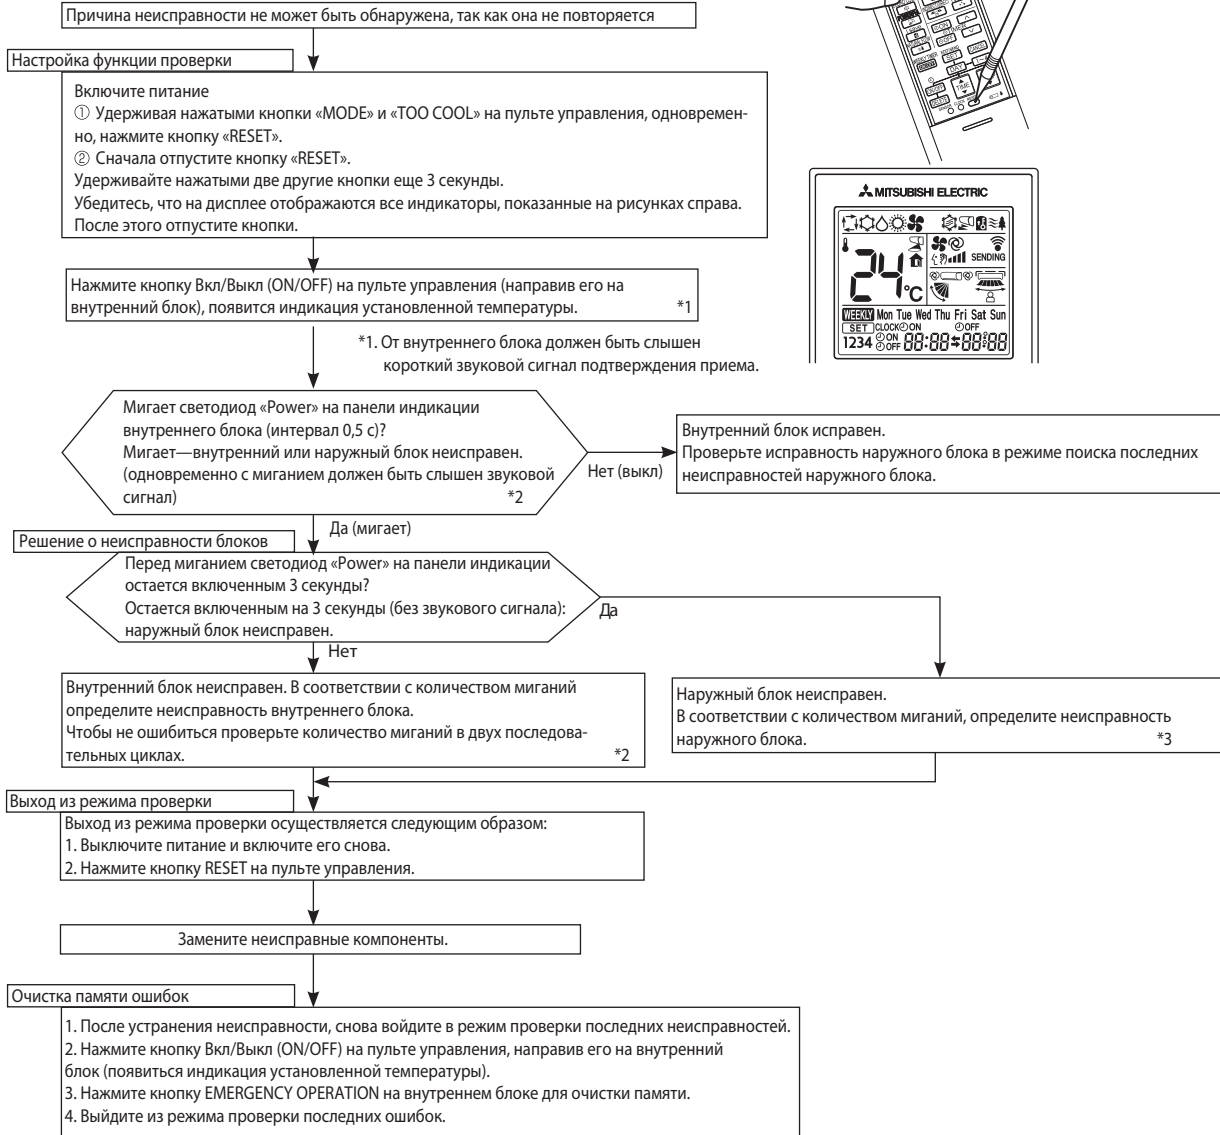 Причина неисправности не может быть обнаружена, так как она не повторяется
Настройка функции проверки
Включите питание
① Удерживая нажатыми кнопки «MODE» и «TOO COOL» на пульте управления, одновремен-
но, нажмите кнопку «RESET».
② Сначала отпустите кнопку «RESET».
Удерживайте нажатыми две другие кнопки еще 3 секунды.
Убедитесь, что на дисплее отображаются все индикаторы, показанные на рисунках справа.
После этого отпустите кнопки.
SET
CANCEL
DAY
TIME
CLOCK
MITSUBISHI ELECTRIC
24°C
SENDING
WEEKLY Mon Tue Wed Thu Fri Sat Sun
SET CLOCK ON OFF
1234 ON OFF 88:88 88:88
Нажмите кнопку Вкл/Выкл (ON/OFF) на пульте управления (направив его на
внутренний блок), появится индикация установленной температуры. *1
*1. От внутреннего блока должен быть слышен
короткий звуковой сигнал подтверждения приема.
Мигает светодиод «Power» на панели индикации
внутреннего блока (интервал 0,5 с)?
Мигает—внутренний или наружный блок неисправен.
(одновременно с миганием должен быть слышен звуковой
сигнал) *2
Нет (выкл)
Внутренний блок исправен.
Проверьте исправность наружного блока в режиме поиска последних
неисправностей наружного блока.
Да (мигает)
Решение о неисправности блоков
Перед миганием светодиод «Power» на панели индикации
остается включенным 3 секунды?
Остается включенным на 3 секунды (без звукового сигнала):
наружный блок неисправен.
Да
Нет
Внутренний блок неисправен. В соответствии с количеством миганий
определите неисправность внутреннего блока.
Чтобы не ошибиться проверьте количество миганий в двух последова-
тельных циклах. *2
Наружный блок неисправен.
В соответствии с количеством миганий, определите неисправность
наружного блока. *3
Выход из режима проверки
Выход из режима проверки осуществляется следующим образом:
1. Выключите питание и включите его снова.
2. Нажмите кнопку RESET на пульте управления.
Замените неисправные компоненты.
Очистка памяти ошибок
1. После устранения неисправности, снова войдите в режим проверки последних неисправностей.
2. Нажмите кнопку Вкл/Выкл (ON/OFF) на пульте управления, направив его на внутренний
блок (появиться индикация установленной температуры).
3. Нажмите кнопку EMERGENCY OPERATION на внутреннем блоке для очистки памяти.
4. Выйдите из режима проверки последних ошибок.